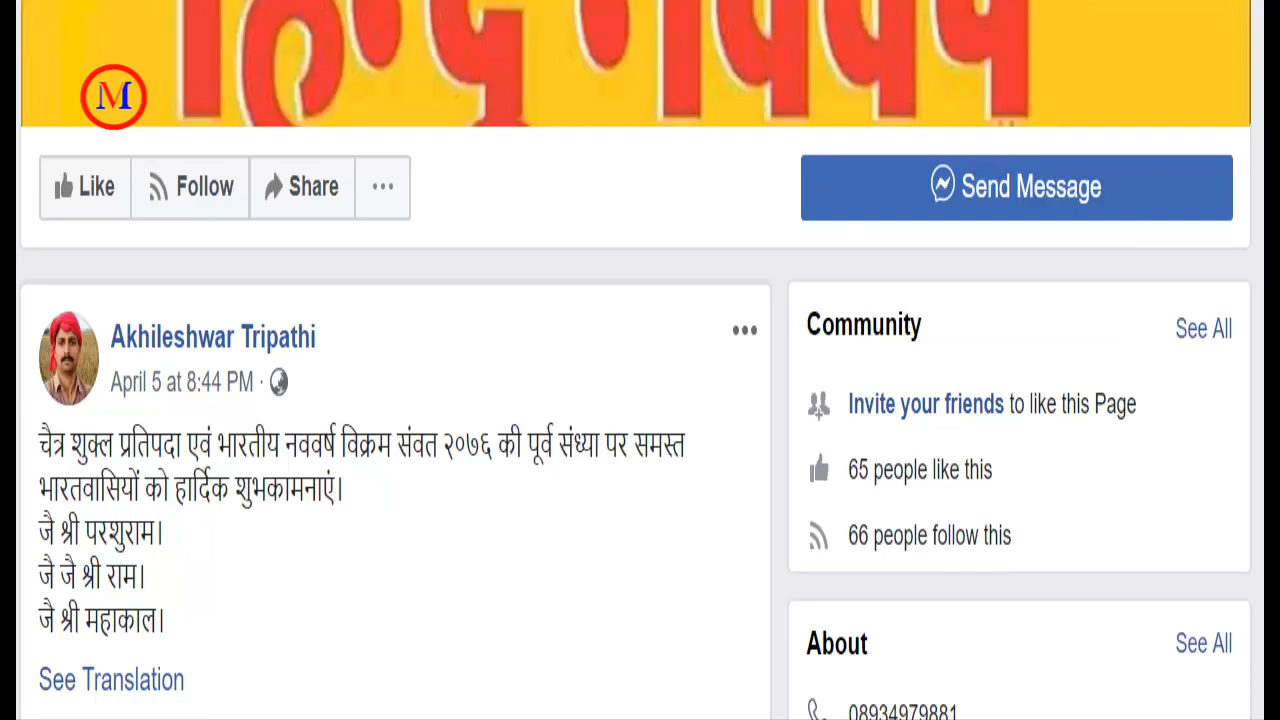 हिन्दू नववर्ष
M
Like Follow Share ...
Send Message
Akhileshwar Tripathi
April 5 at 8:44 PM ·
चैत्र शुक्ल प्रतिपदा एवं भारतीय नववर्ष विक्रम संवत २०७६ की पूर्व संध्या पर समस्त
भारतवासियों को हार्दिक शुभकामनाएं।
जै श्री परशुराम।
जै जै श्री राम।
जै श्री महाकाल।
See Translation
Community
See All
Invite your friends to like this Page
65 people like this
66 people follow this
About
See All
08934979881